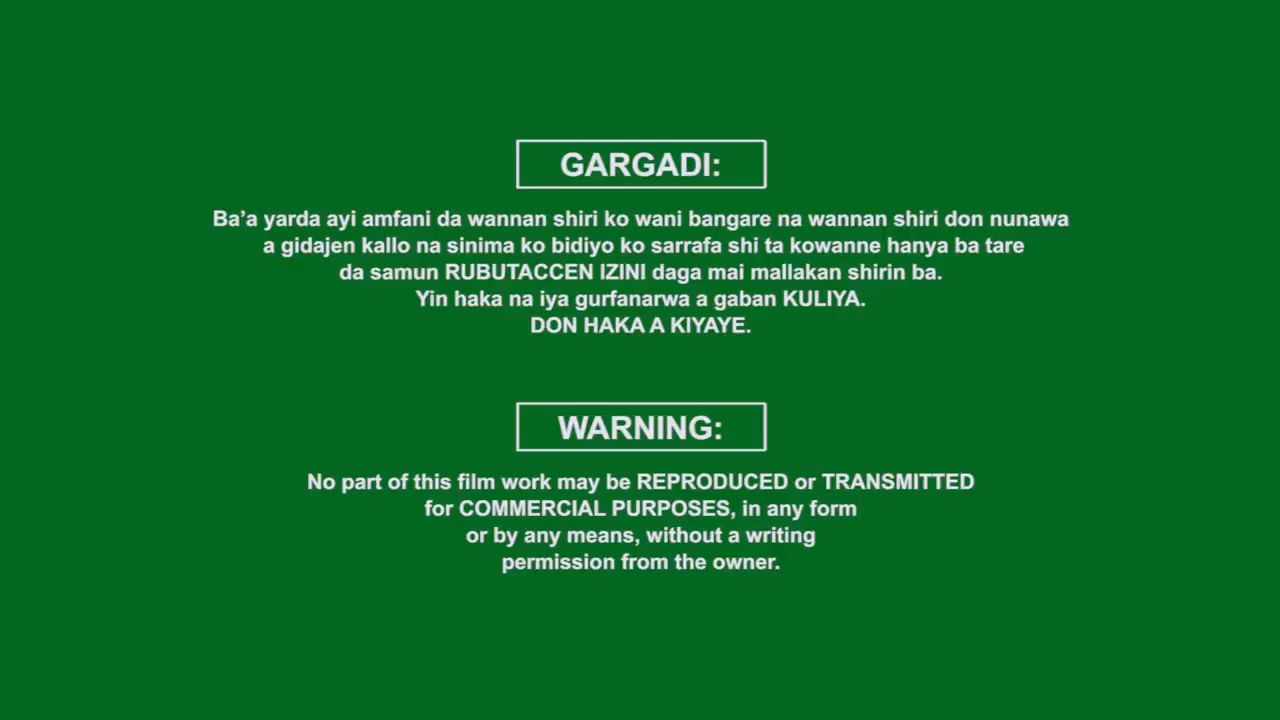 GARGADI:
Ba’a yarda ayi amfani da wannan shiri ko wani bangare na wannan shiri don nunawa
a gidajen kallo na sinima ko bidiyo ko sarrafa shi ta kowanne hanya ba tare
da samun RUBUTACCEN IZINI daga mai mallakan shirin ba.
Yin haka na iya gurfanarwa a gaban KULIYA.
DON HAKA A KIYAYE.
WARNING:
No part of this film work may be REPRODUCED or TRANSMITTED
for COMMERCIAL PURPOSES, in any form
or by any means, without a writing
permission from the owner.